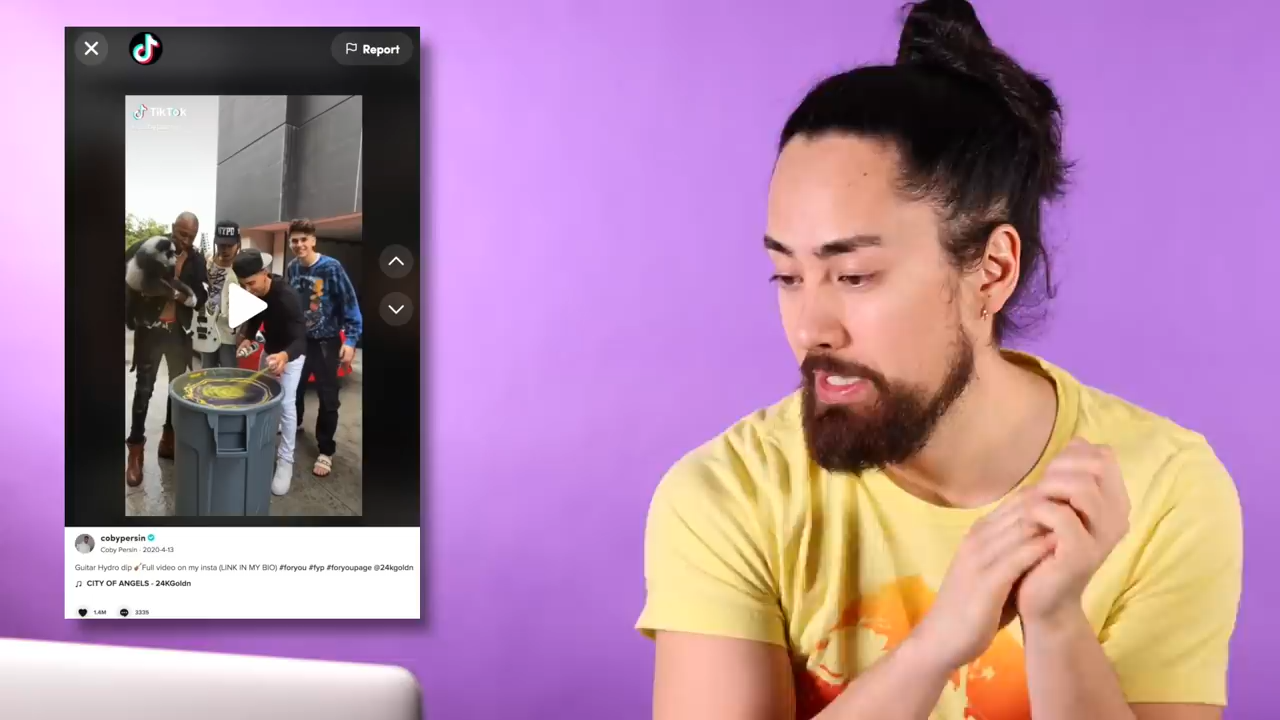 Report
TikTok
NYPD
cobypersin
Coby Persin · 2020-4-13
Guitar Hydro dip 🎸Full video on my insta (LINK IN MY BIO) #foryou #fyp #foryoupage @24kgoldn
CITY OF ANGELS - 24KGoldn
1.4M 3335